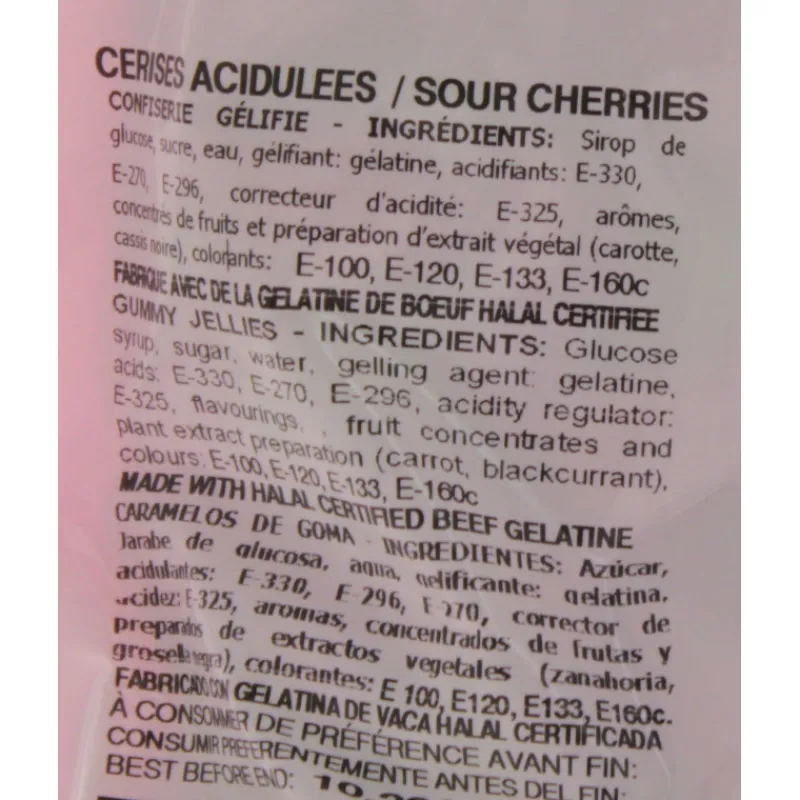 CERISES ACIDULEES / SOUR CHERRIES
CONFISERIE GÉLIFIE - INGRÉDIENTS: Sirop de
glucose, sucre, eau, gélifiant: gélatine, acidifiants: E-330,
E-270, E-296, correcteur d'acidité: E-325, arômes,
concentrés de fruits et préparation d'extrait végétal (carotte,
cassis noire), colorants: E-100, E-120, E-133, E-160c
FABRIQUE AVEC DE LA GELATINE DE BOEUF HALAL CERTIFIEE
GUMMY JELLIES - INGREDIENTS: Glucose
syrup, sugar, water, gelling agent: gelatine,
acids: E-330, E-270, E-296, acidity regulator:
E-325, flavourings, , fruit concentrates and
plant extract preparation (carrot, blackcurrant),
colours: E-100, E-120, E-133, E-160c
MADE WITH HALAL CERTIFIED BEEF GELATINE
CARAMELOS DE GOMA - INGREDIENTES: Azúcar,
Jarabe de glucosa, agua, gelificante: gelatina,
acidulantes: E-330, E-296, E-270, corrector de
acidez: E-325, aromas, concentrados de frutas y
preparados de extractos vegetales (zanahoria,
grosella negra), colorantes: E 100, E120, E133, E160c.
FABRICADO CON GELATINA DE VACA HALAL CERTIFICADA
À CONSOMMER DE PRÉFÉRENCE AVANT FIN:
CONSUMIR PREFERENTEMENTE ANTES DEL FIN:
BEST BEFORE END: 10.20